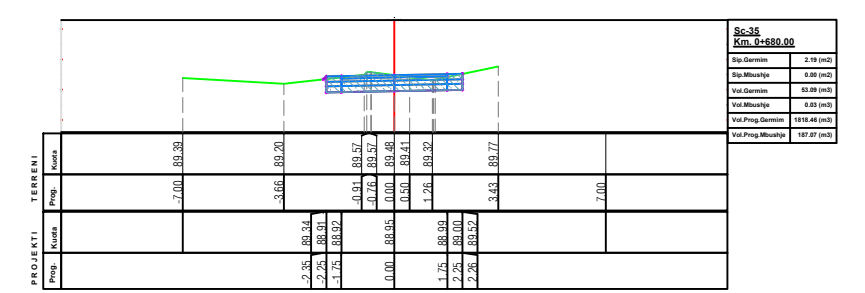 Sc-35
Km. 0+680.00
Sip.Germim 2.19 (m2)
Sip.Mbushje 0.00 (m2)
Vol.Germim 53.09 (m3)
Vol.Mbushje 0.03 (m3)
Vol.Prog.Germim 1818.46 (m3)
Vol.Prog.Mbushje 187.07 (m3)
TERRENI
Kuota 89.39 89.20 89.57 89.57 89.48 89.41 89.32 89.77
Prog. -7.00 -3.66 -0.91 -0.76 0.00 0.50 1.26 3.43 7.00
PROJEKTI
Kuota 89.34 88.91 88.92 88.95 88.99 89.00 89.52
Prog. -2.35 -2.25 -1.75 0.00 1.75 2.25 2.26